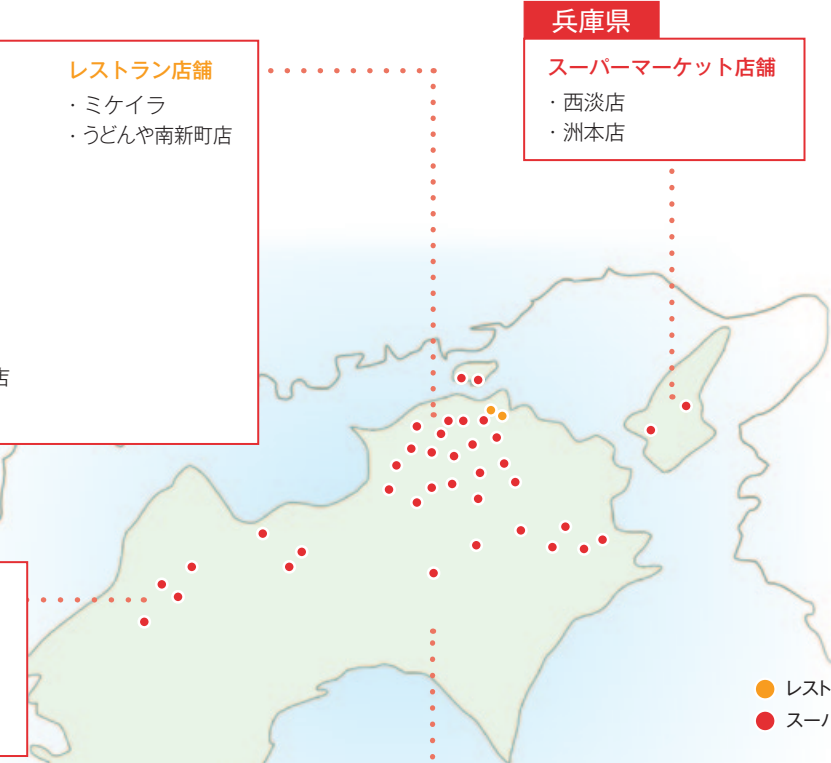 レストラン店舗
・ミケイラ
・うどんや南新町店
店
兵庫県
スーパーマーケット店舗
・西淡店
・洲本店
レスト
スーパ